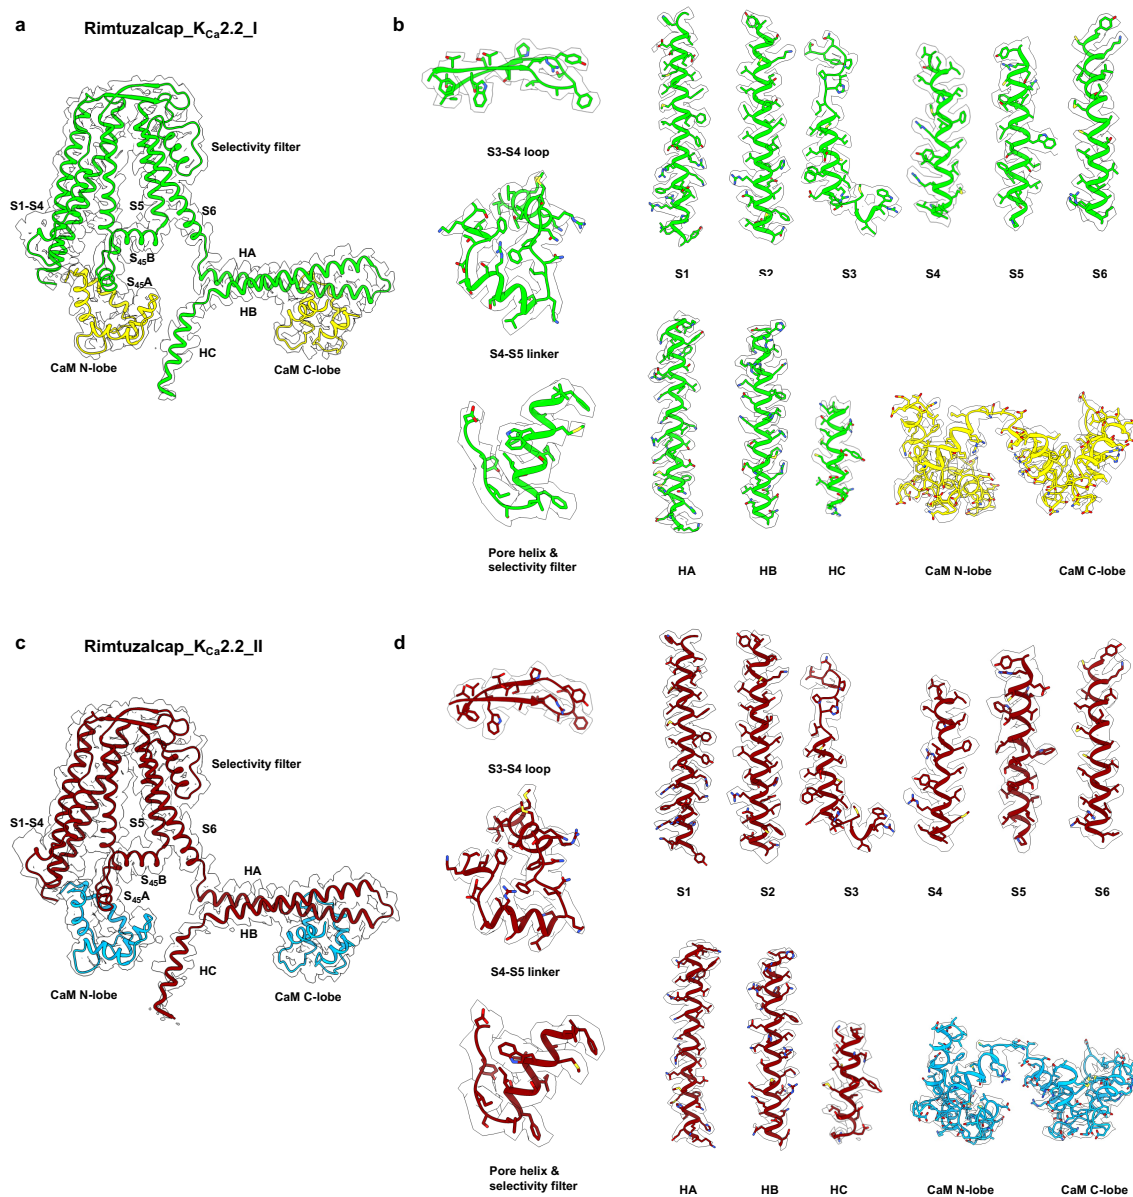 a
Rimtuzalcap_KCa2.2_I
Selectivity filter
S1-S4
S5
S6
S45B
HA
S45A
HB
HC
CaM N-lobe
CaM C-lobe
b
S3-S4 loop
S4-S5 linker
Pore helix &
selectivity filter
S1 S2 S3 S4 S5 S6
HA HB HC CaM N-lobe CaM C-lobe
c
Rimtuzalcap_KCa2.2_II
Selectivity filter
S1-S4
S5
S6
S45B
HA
S45A
HB
HC
CaM N-lobe
CaM C-lobe
d
S3-S4 loop
S4-S5 linker
Pore helix &
selectivity filter
S1 S2 S3 S4 S5 S6
HA HB HC CaM N-lobe CaM C-lobe